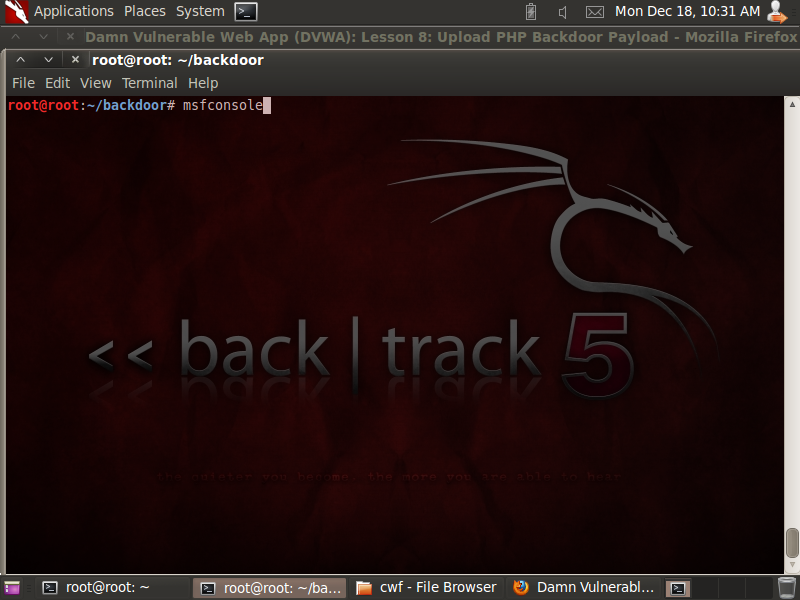 Applications Places System Mon Dec 18, 10:31 AM
Damn Vulnerable Web App (DVWA): Lesson 8: Upload PHP Backdoor Payload - Mozilla Firefox
root@root: ~/backdoor
File Edit View Terminal Help
root@root:~/backdoor# msfconsole
<< back | track 5
the quieter you become, the more you are able to hear
root@root: ~ root@root: ~/ba... cwf - File Browser Damn Vulnerabl...